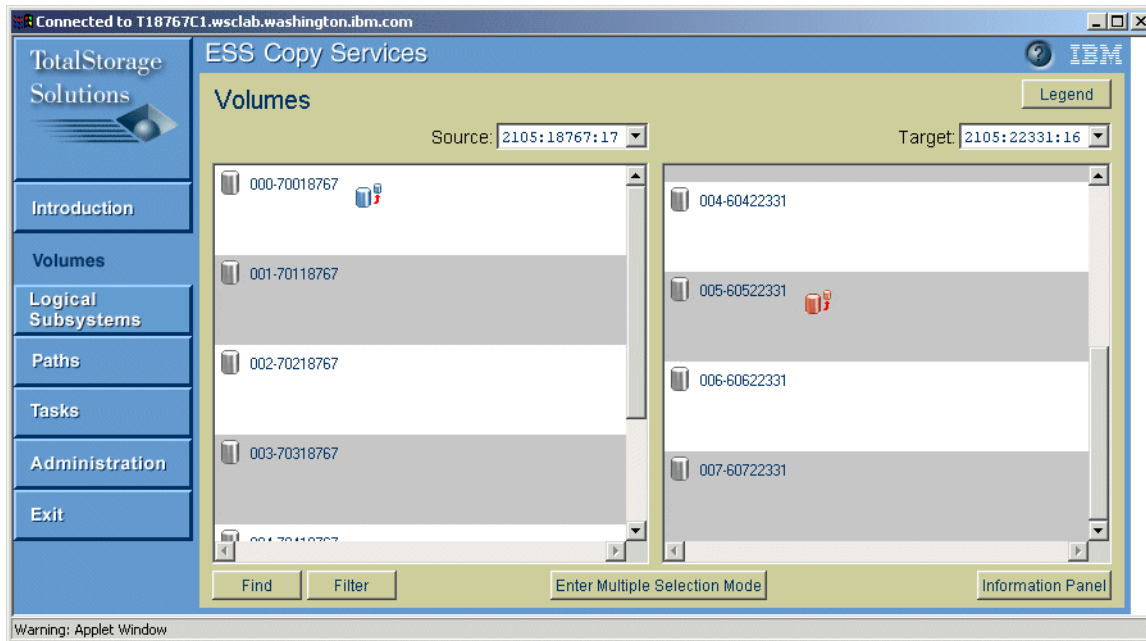 Connected to T18767C1.wsclab.washington.ibm.com
TotalStorage
Solutions
ESS Copy Services
? IBM
Volumes
Legend
Source: 2105:18767:17
Target: 2105:22331:16
Introduction
Volumes
Logical
Subsystems
Paths
Tasks
Administration
Exit
000-70018767
001-70118767
002-70218767
003-70318767
004-70418767
004-60422331
005-60522331
006-60622331
007-60722331
Find
Filter
Enter Multiple Selection Mode
Information Panel
Warning: Applet Window